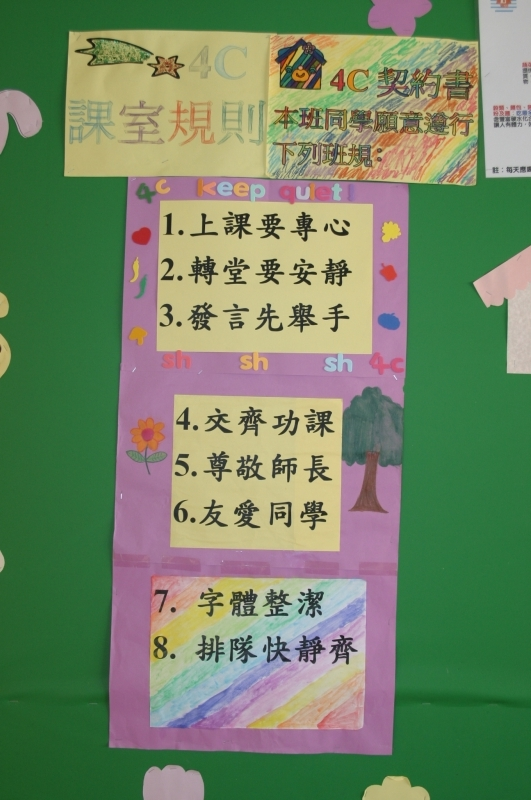 4C
課室規則
4C 契約書
本班同學願意遵行
下列班規:
4c keep quiet!
1.上課要專心
2.轉堂要安靜
3.發言先舉手
sh sh sh 4c
4.交齊功課
5.尊敬師長
6.友愛同學
7. 字體整潔
8. 排隊快靜齊